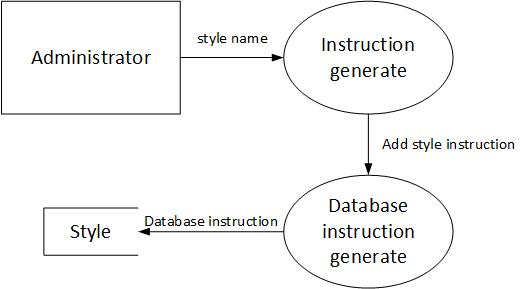 Administrator
style name
Instruction
generate
Add style instruction
Database
instruction
generate
Database instruction
Style